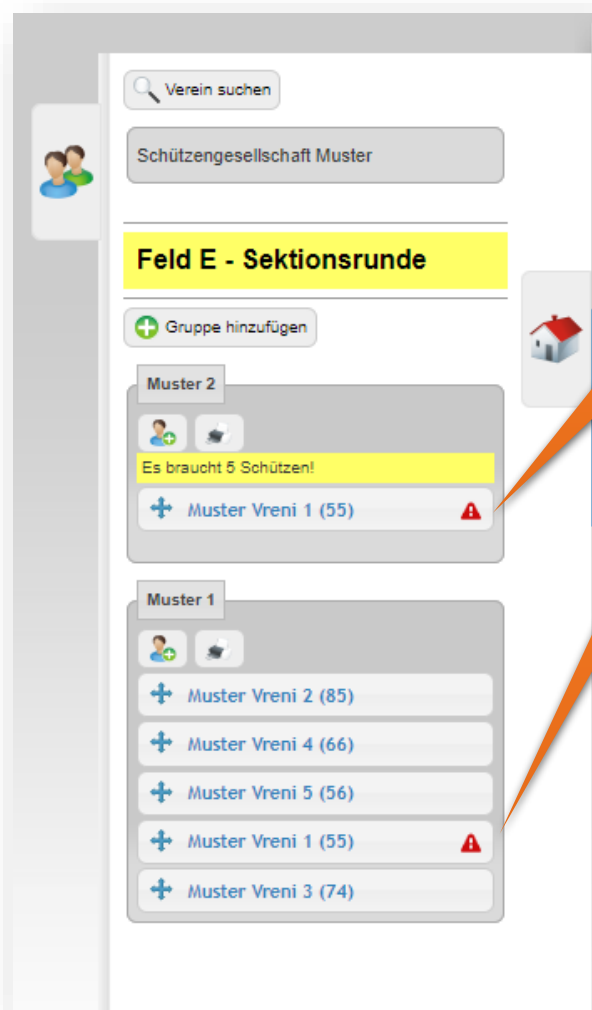 Verein suchen
Schützengesellschaft Muster
Feld E - Sektionsrunde
Gruppe hinzufügen
Muster 2
Es braucht 5 Schützen!
Muster Vreni 1 (55)
Muster 1
Muster Vreni 2 (85)
Muster Vreni 4 (66)
Muster Vreni 5 (56)
Muster Vreni 1 (55)
Muster Vreni 3 (74)